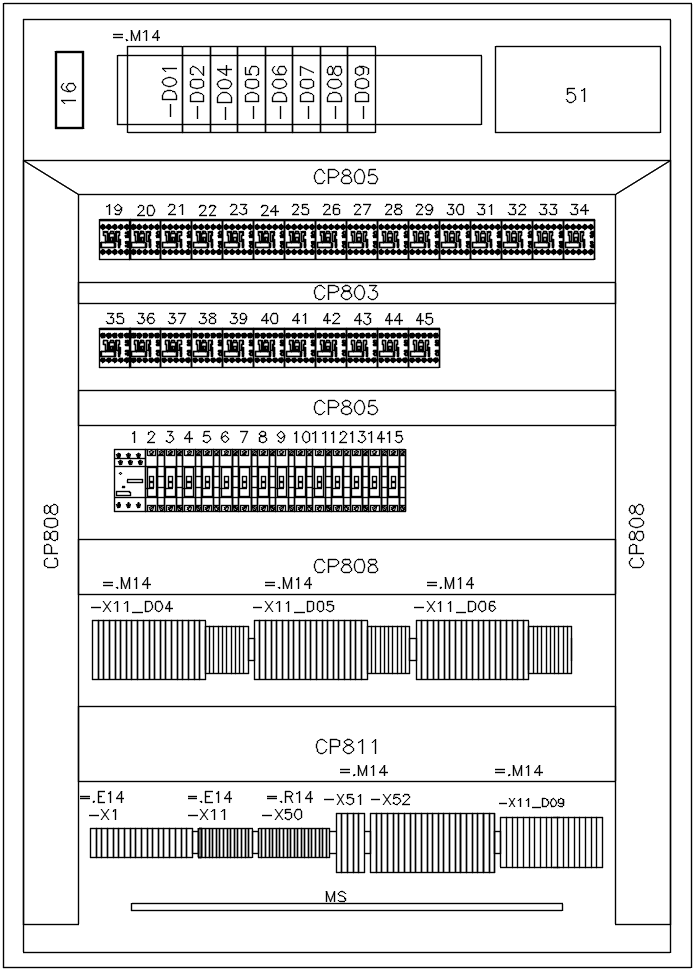 =.M14
16
-D01 -D02 -D04 -D05 -D06 -D07 -D08 -D09
51
CP805
19 20 21 22 23 24 25 26 27 28 29 30 31 32 33 34
CP803
35 36 37 38 39 40 41 42 43 44 45
CP805
1 2 3 4 5 6 7 8 9 10 11 12 13 14 15
CP808
CP808
CP808
=.M14 =.M14 =.M14
-X11_D04 -X11_D05 -X11_D06
CP811
=.M14 =.M14
=.E14 =.E14 =.R14 -X51 -X52 -X11_D09
-X1 -X11 -X50
MS